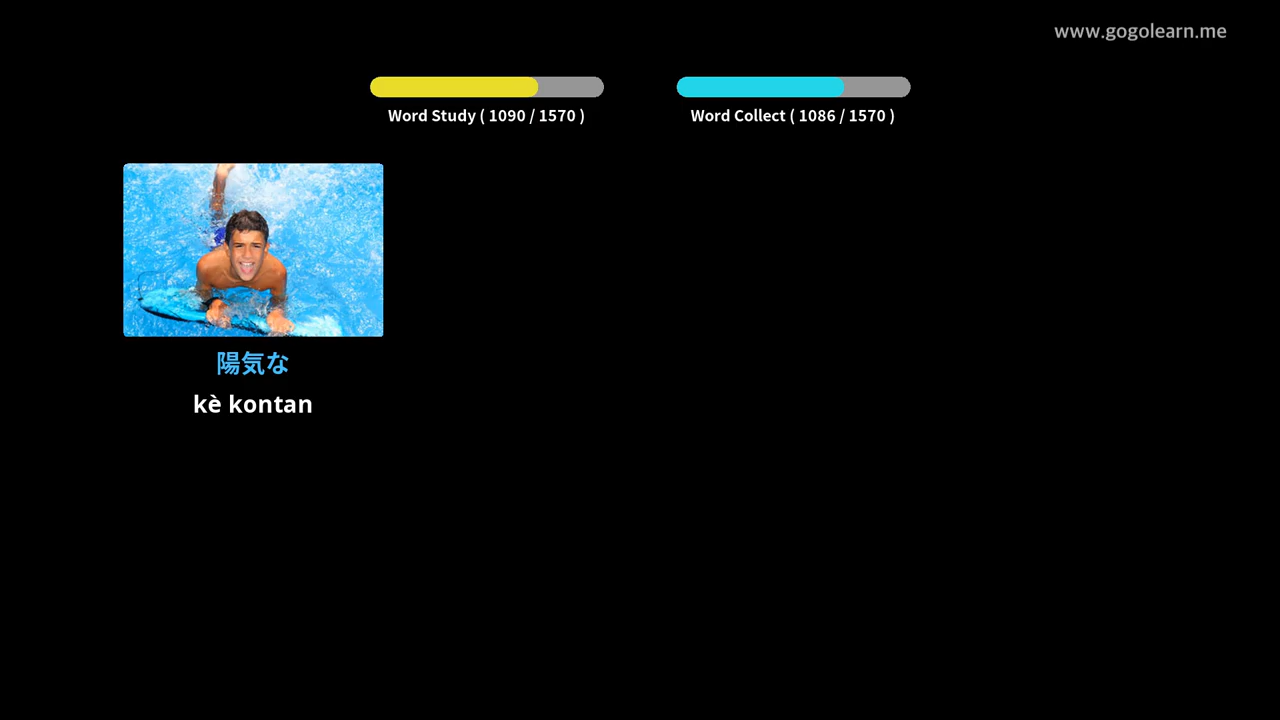 www.gogolearn.me
Word Study ( 1090 / 1570 )
Word Collect ( 1086 / 1570 )
陽気な
kè kontan